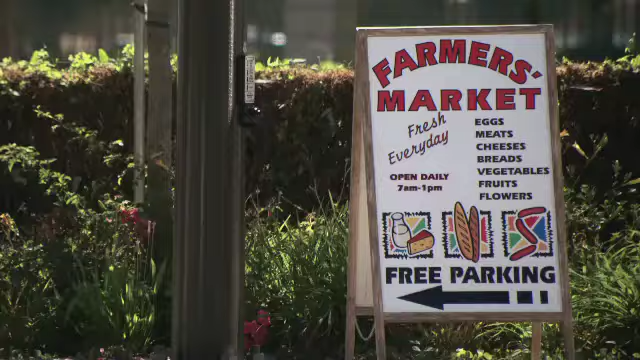 FARMERS'
MARKET
Fresh
Everyday
EGGS
MEATS
CHEESES
BREADS
VEGETABLES
FRUITS
FLOWERS
OPEN DAILY
7am-1pm
FREE PARKING